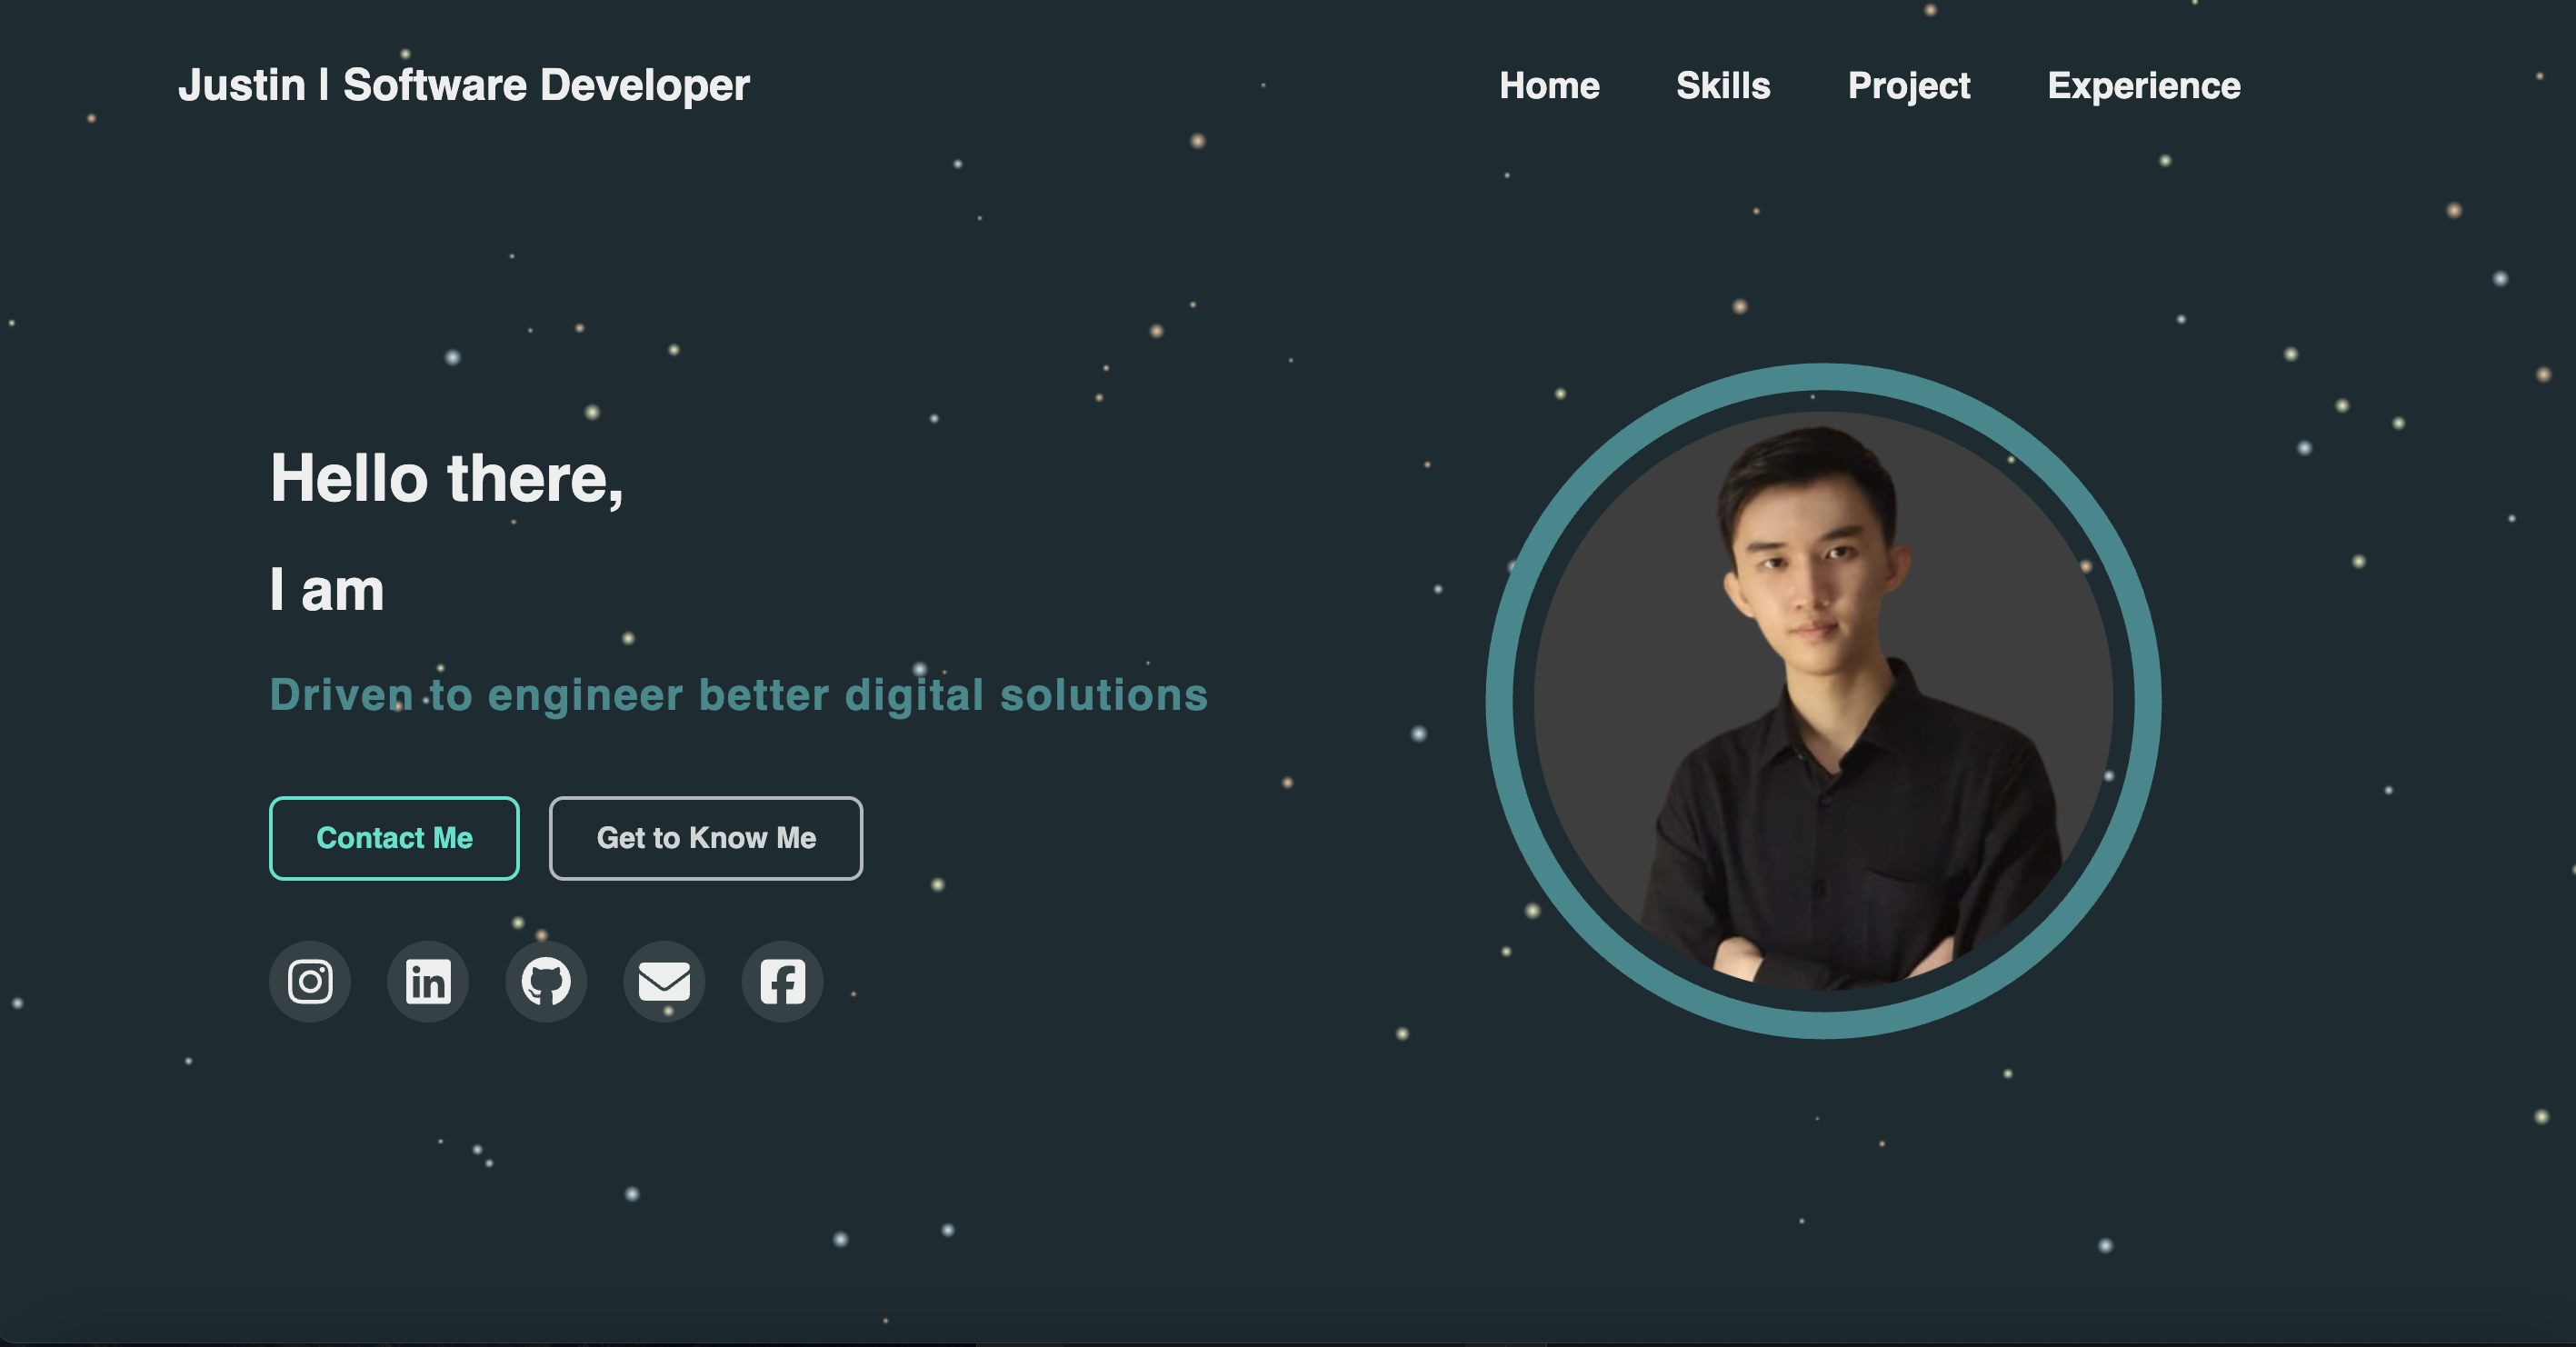 Justin | Software Developer
Home
Skills
Project
Experience
Hello there,
I am
Driven to engineer better digital solutions
Contact Me
Get to Know Me